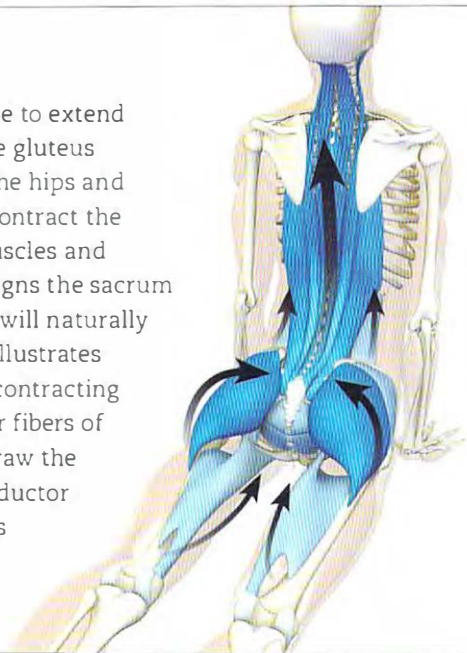 e to extend
e gluteus
he hips and
ontract the
uscles and
igns the sacrum
will naturally
llustrates
contracting
r fibers of
raw the
ductor
s